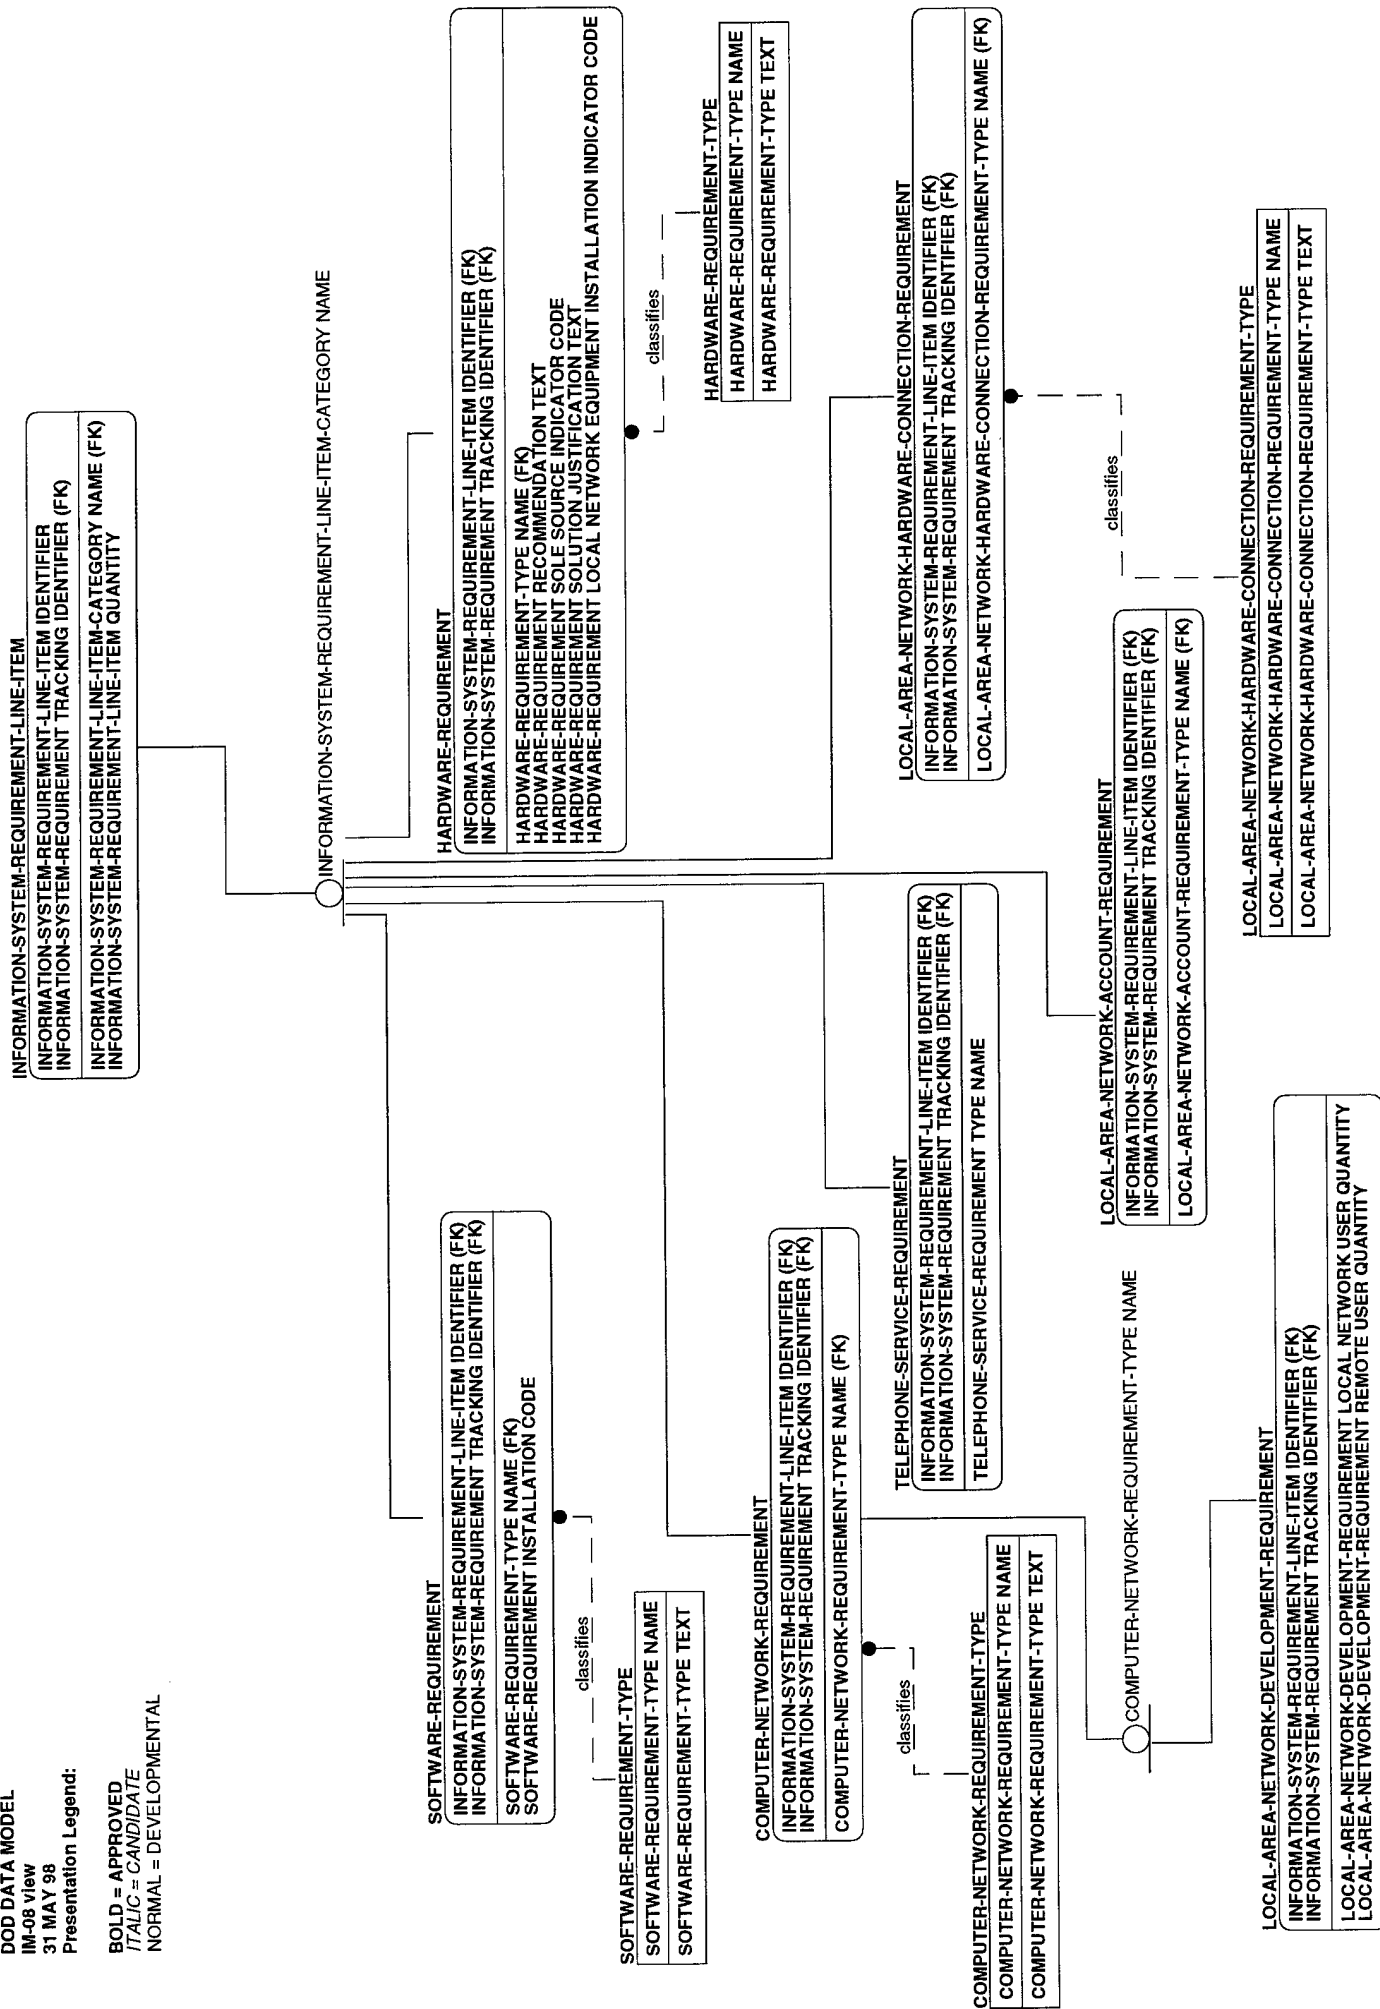 DOD DATA MODEL
IM-08 view
31 MAY 98
Presentation Legend:
BOLD = APPROVED
ITALIC = CANDIDATE
NORMAL = DEVELOPMENTAL
INFORMATION-SYSTEM-REQUIREMENT-LINE-ITEM
INFORMATION-SYSTEM-REQUIREMENT-LINE-ITEM IDENTIFIER
INFORMATION-SYSTEM-REQUIREMENT TRACKING IDENTIFIER (FK)
INFORMATION-SYSTEM-REQUIREMENT-LINE-ITEM-CATEGORY NAME (FK)
INFORMATION-SYSTEM-REQUIREMENT-LINE-ITEM QUANTITY
INFORMATION-SYSTEM-REQUIREMENT-LINE-ITEM-CATEGORY NAME
SOFTWARE-REQUIREMENT
INFORMATION-SYSTEM-REQUIREMENT-LINE-ITEM IDENTIFIER (FK)
INFORMATION-SYSTEM-REQUIREMENT TRACKING IDENTIFIER (FK)
SOFTWARE-REQUIREMENT-TYPE NAME (FK)
SOFTWARE-REQUIREMENT INSTALLATION CODE
classifies
SOFTWARE-REQUIREMENT-TYPE
SOFTWARE-REQUIREMENT-TYPE NAME
SOFTWARE-REQUIREMENT-TYPE TEXT
HARDWARE-REQUIREMENT
INFORMATION-SYSTEM-REQUIREMENT-LINE-ITEM IDENTIFIER (FK)
INFORMATION-SYSTEM-REQUIREMENT TRACKING IDENTIFIER (FK)
HARDWARE-REQUIREMENT-TYPE NAME (FK)
HARDWARE-REQUIREMENT RECOMMENDATION TEXT
HARDWARE-REQUIREMENT SOLE SOURCE INDICATOR CODE
HARDWARE-REQUIREMENT SOLUTION JUSTIFICATION TEXT
HARDWARE-REQUIREMENT LOCAL NETWORK EQUIPMENT INSTALLATION INDICATOR CODE
classifies
HARDWARE-REQUIREMENT-TYPE
HARDWARE-REQUIREMENT-TYPE NAME
HARDWARE-REQUIREMENT-TYPE TEXT
COMPUTER-NETWORK-REQUIREMENT
INFORMATION-SYSTEM-REQUIREMENT-LINE-ITEM IDENTIFIER (FK)
INFORMATION-SYSTEM-REQUIREMENT TRACKING IDENTIFIER (FK)
COMPUTER-NETWORK-REQUIREMENT-TYPE NAME (FK)
classifies
COMPUTER-NETWORK-REQUIREMENT-TYPE
COMPUTER-NETWORK-REQUIREMENT-TYPE NAME
COMPUTER-NETWORK-REQUIREMENT-TYPE TEXT
TELEPHONE-SERVICE-REQUIREMENT
INFORMATION-SYSTEM-REQUIREMENT-LINE-ITEM IDENTIFIER (FK)
INFORMATION-SYSTEM-REQUIREMENT TRACKING IDENTIFIER (FK)
TELEPHONE-SERVICE-REQUIREMENT TYPE NAME
LOCAL-AREA-NETWORK-HARDWARE-CONNECTION-REQUIREMENT
INFORMATION-SYSTEM-REQUIREMENT-LINE-ITEM IDENTIFIER (FK)
INFORMATION-SYSTEM-REQUIREMENT TRACKING IDENTIFIER (FK)
LOCAL-AREA-NETWORK-HARDWARE-CONNECTION-REQUIREMENT-TYPE NAME (FK)
classifies
LOCAL-AREA-NETWORK-ACCOUNT-REQUIREMENT
INFORMATION-SYSTEM-REQUIREMENT-LINE-ITEM IDENTIFIER (FK)
INFORMATION-SYSTEM-REQUIREMENT TRACKING IDENTIFIER (FK)
LOCAL-AREA-NETWORK-ACCOUNT-REQUIREMENT-TYPE NAME (FK)
COMPUTER-NETWORK-REQUIREMENT-TYPE NAME
LOCAL-AREA-NETWORK-HARDWARE-CONNECTION-REQUIREMENT-TYPE
LOCAL-AREA-NETWORK-HARDWARE-CONNECTION-REQUIREMENT-TYPE NAME
LOCAL-AREA-NETWORK-HARDWARE-CONNECTION-REQUIREMENT-TYPE TEXT
LOCAL-AREA-NETWORK-DEVELOPMENT-REQUIREMENT
INFORMATION-SYSTEM-REQUIREMENT-LINE-ITEM IDENTIFIER (FK)
INFORMATION-SYSTEM-REQUIREMENT TRACKING IDENTIFIER (FK)
LOCAL-AREA-NETWORK-DEVELOPMENT-REQUIREMENT LOCAL NETWORK USER QUANTITY
LOCAL-AREA-NETWORK-DEVELOPMENT-REQUIREMENT REMOTE USER QUANTITY